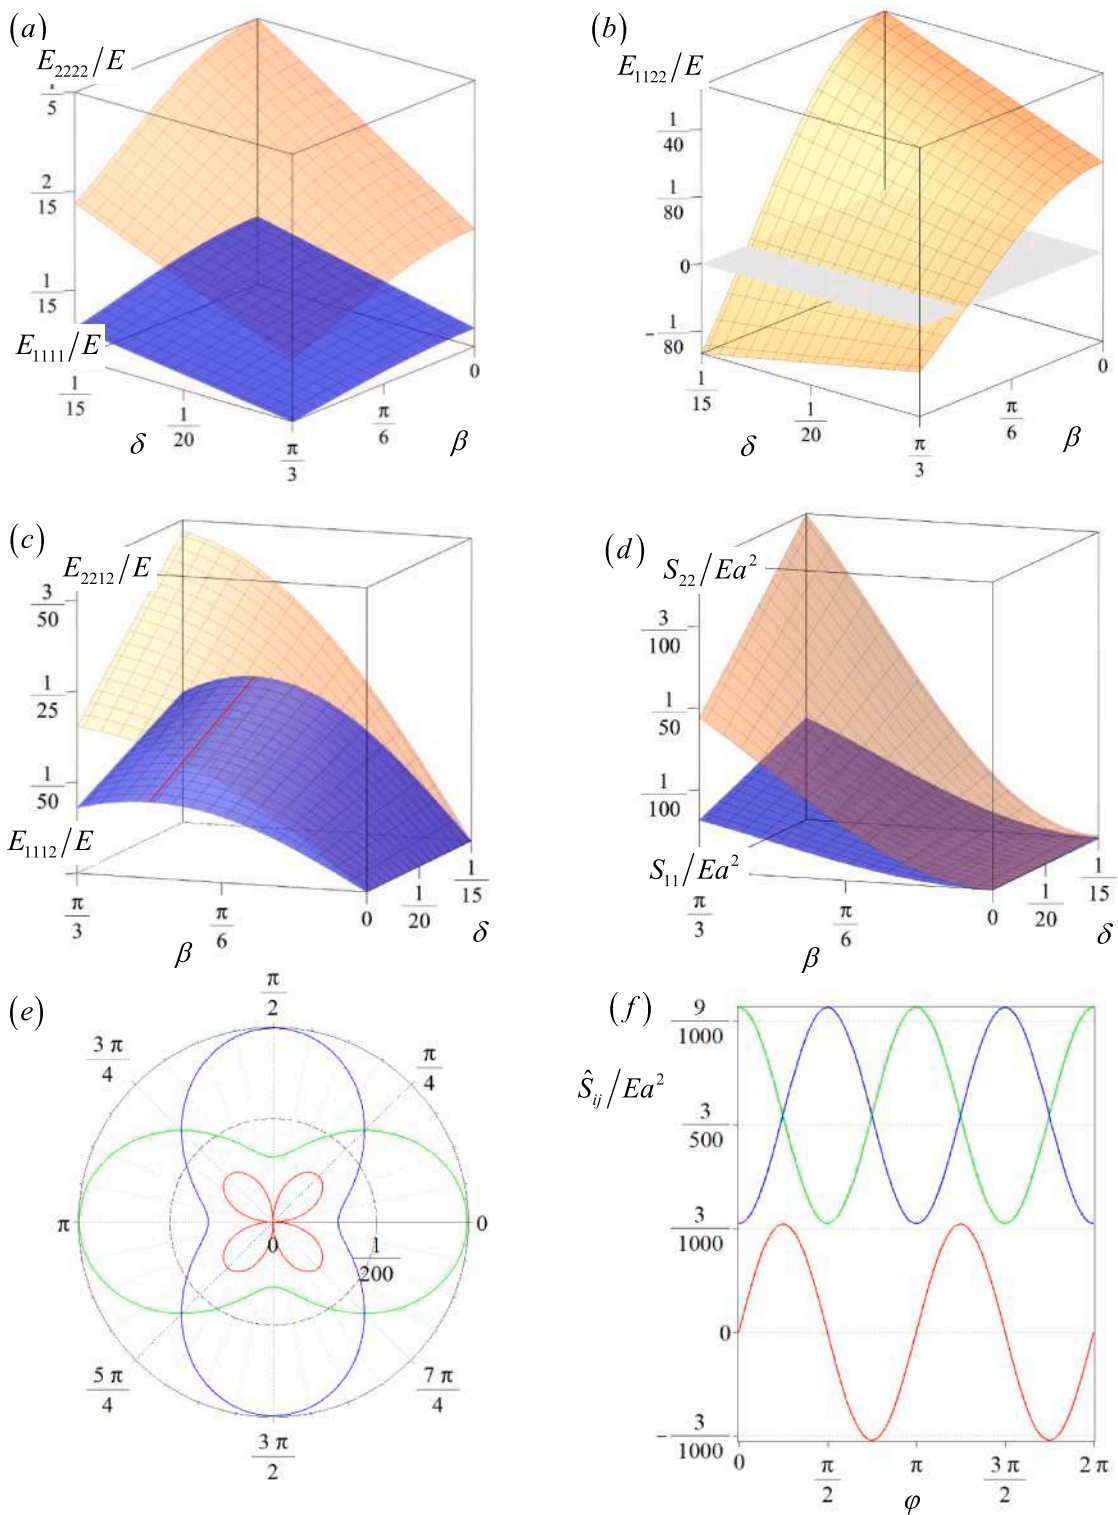 (a)
E₂₂₂₂/E
1/5
2/15
1/15
E₁₁₁₁/E
1/15
δ
1/20
π/3
π/6
β
0
(b)
E₁₁₂₂/E
1/40
1/80
0
-1/80
1/15
δ
1/20
π/3
π/6
β
0
(c)
E₂₂₁₂/E
3/50
1/25
1/50
E₁₁₁₂/E
π/3
β
π/6
0
1/20
1/15
δ
(d)
S₂₂/Ea²
3/100
1/50
1/100
S₁₁/Ea²
π/3
β
π/6
0
1/20
1/15
δ
(e)
π/2
3π/4
π/4
π
0
0
1/200
5π/4
7π/4
3π/2
(f)
9/1000
Ŝᵢⱼ/Ea²
3/500
3/1000
0
-3/1000
0
π/2
π
3π/2
2π
φ